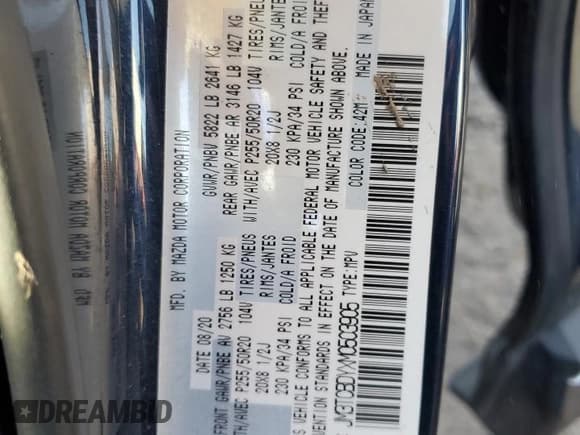 MFD. BY MAZDA MOTOR CORPORATION
DATE 08/20 GVWR/PNBV 5822 LB 2641 KG
FRONT GAWR/PNBE AV 2756 LB 1250 KG REAR GAWR/PNBE AR 3146 LB 1427 KG
WITH/AVEC P255/50R20 104V TIRES/PNEUS WITH/AVEC P255/50R20 104V TIRES/PNEUS
20X8 1/2J RIMS/JANTES 20X8 1/2J RIMS/JANTES
230 KPA/34 PSI COLD/A FROID 230 KPA/34 PSI COLD/A FROID
VEHICLE CONFORMS TO ALL APPLICABLE FEDERAL MOTOR VEHICLE SAFETY AND THEFT
STANDARDS IN EFFECT ON THE DATE OF MANUFACTURE SHOWN ABOVE.
TYPE: MPV COLOR CODE: 42M MADE IN JAPAN
AutoBidMaster